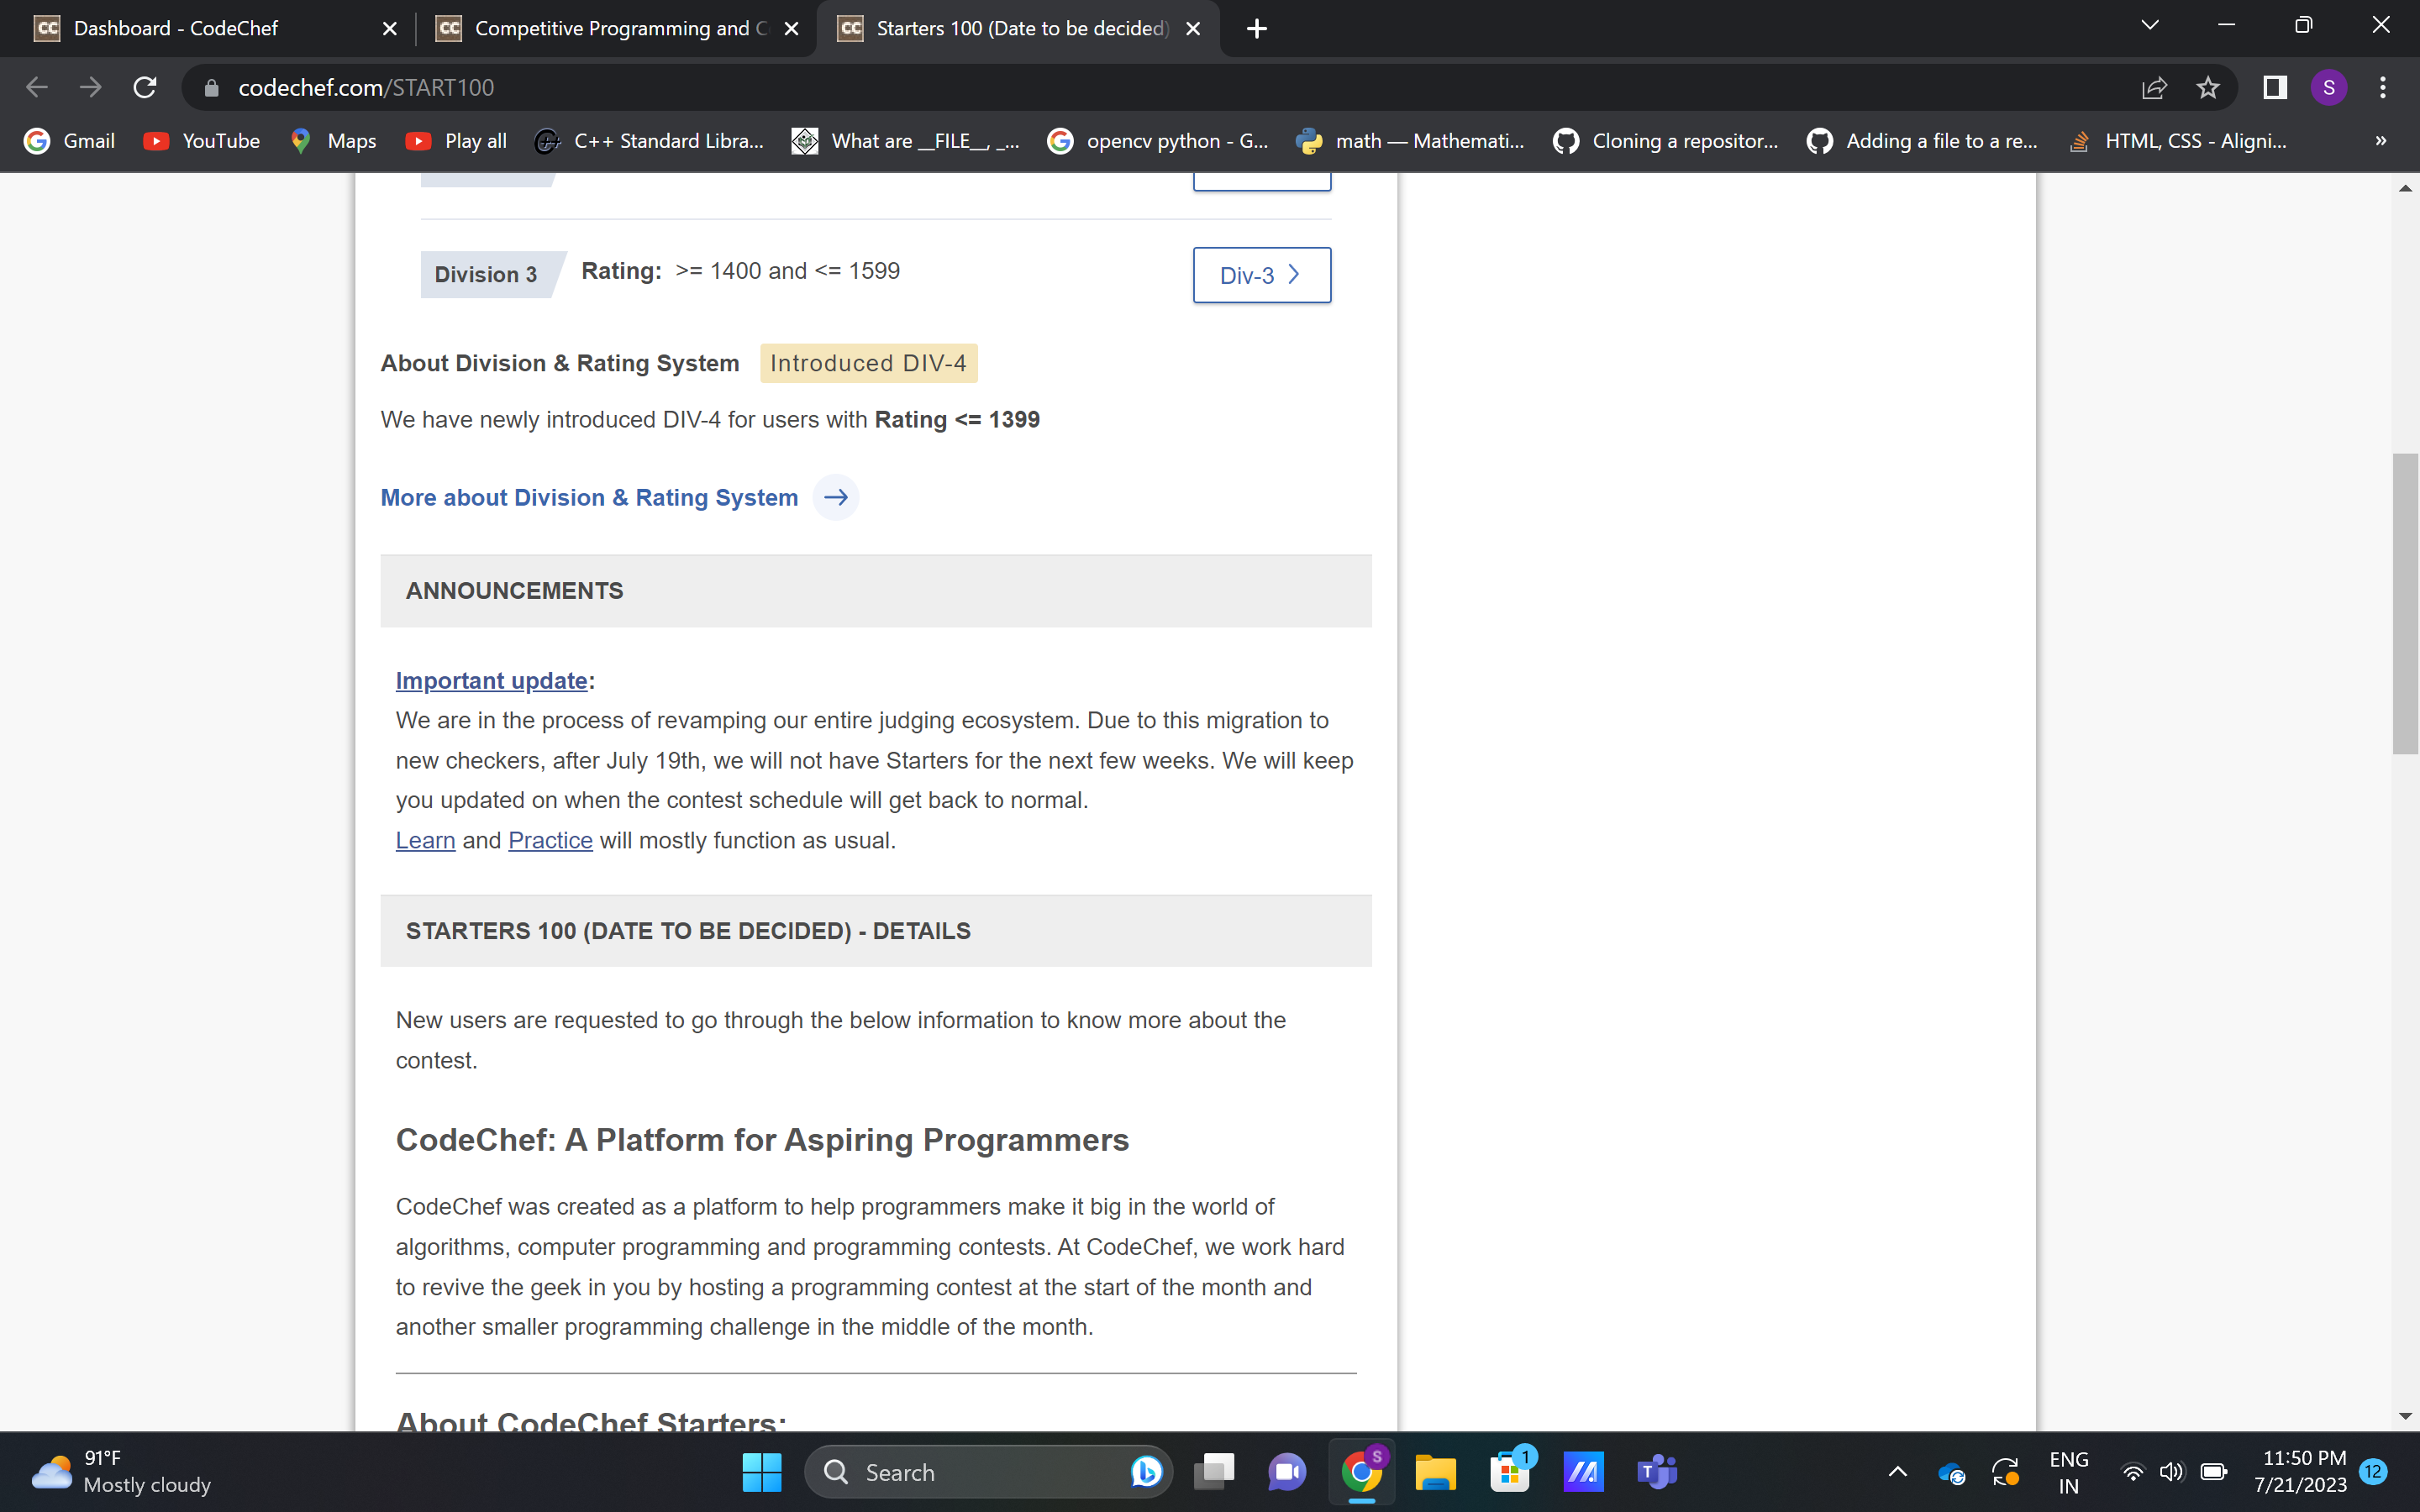 Dashboard - CodeChef
Competitive Programming and C
Starters 100 (Date to be decided)
codechef.com/START100
S
Gmail
YouTube
Maps
Play all
C++ Standard Libra...
What are __FILE__, _...
opencv python - G...
math — Mathemati...
Cloning a repositor...
Adding a file to a re...
HTML, CSS - Aligni...
»
Division 3 Rating: >= 1400 and <= 1599 Div-3
About Division & Rating System Introduced DIV-4
We have newly introduced DIV-4 for users with Rating <= 1399
More about Division & Rating System
ANNOUNCEMENTS
Important update:
We are in the process of revamping our entire judging ecosystem. Due to this migration to
new checkers, after July 19th, we will not have Starters for the next few weeks. We will keep
you updated on when the contest schedule will get back to normal.
Learn and Practice will mostly function as usual.
STARTERS 100 (DATE TO BE DECIDED) - DETAILS
New users are requested to go through the below information to know more about the
contest.
CodeChef: A Platform for Aspiring Programmers
CodeChef was created as a platform to help programmers make it big in the world of
algorithms, computer programming and programming contests. At CodeChef, we work hard
to revive the geek in you by hosting a programming contest at the start of the month and
another smaller programming challenge in the middle of the month.
About CodeChef Starters:
91°F
Mostly cloudy
Search
S
1
ENG
IN
11:50 PM
7/21/2023
12